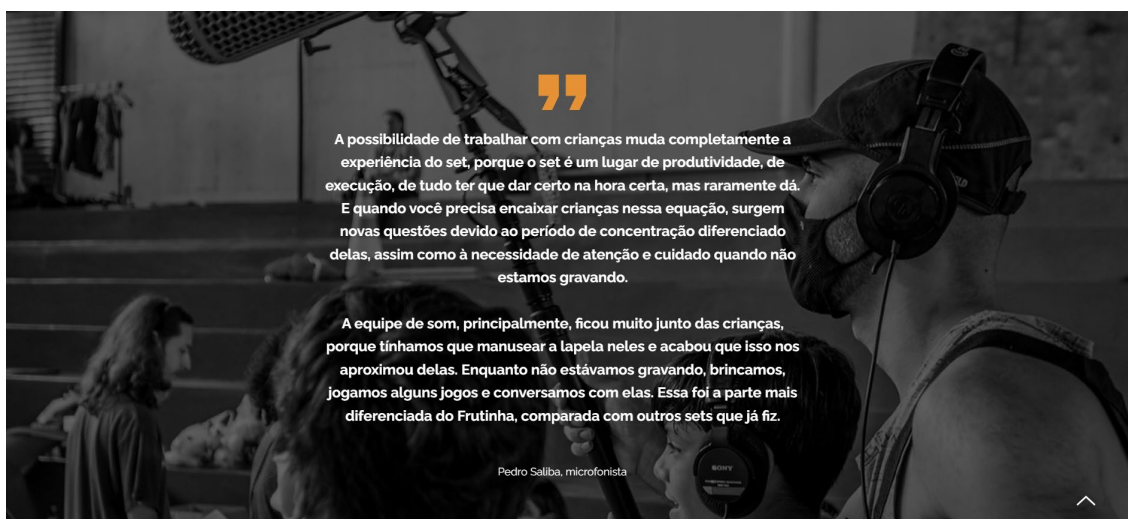 A possibilidade de trabalhar com crianças muda completamente a
experiência do set, porque o set é um lugar de produtividade, de
execução, de tudo ter que dar certo na hora certa, mas raramente dá.
E quando você precisa encaixar crianças nessa equação, surgem
novas questões devido ao período de concentração diferenciado
delas, assim como à necessidade de atenção e cuidado quando não
estamos gravando.
A equipe de som, principalmente, ficou muito junto das crianças,
porque tínhamos que manusear a lapela neles e acabou que isso nos
aproximou delas. Enquanto não estávamos gravando, brincamos,
jogamos alguns jogos e conversamos com elas. Essa foi a parte mais
diferenciada do Frutinha, comparada com outros sets que já fiz.
Pedro Saliba, microfonista
SONY